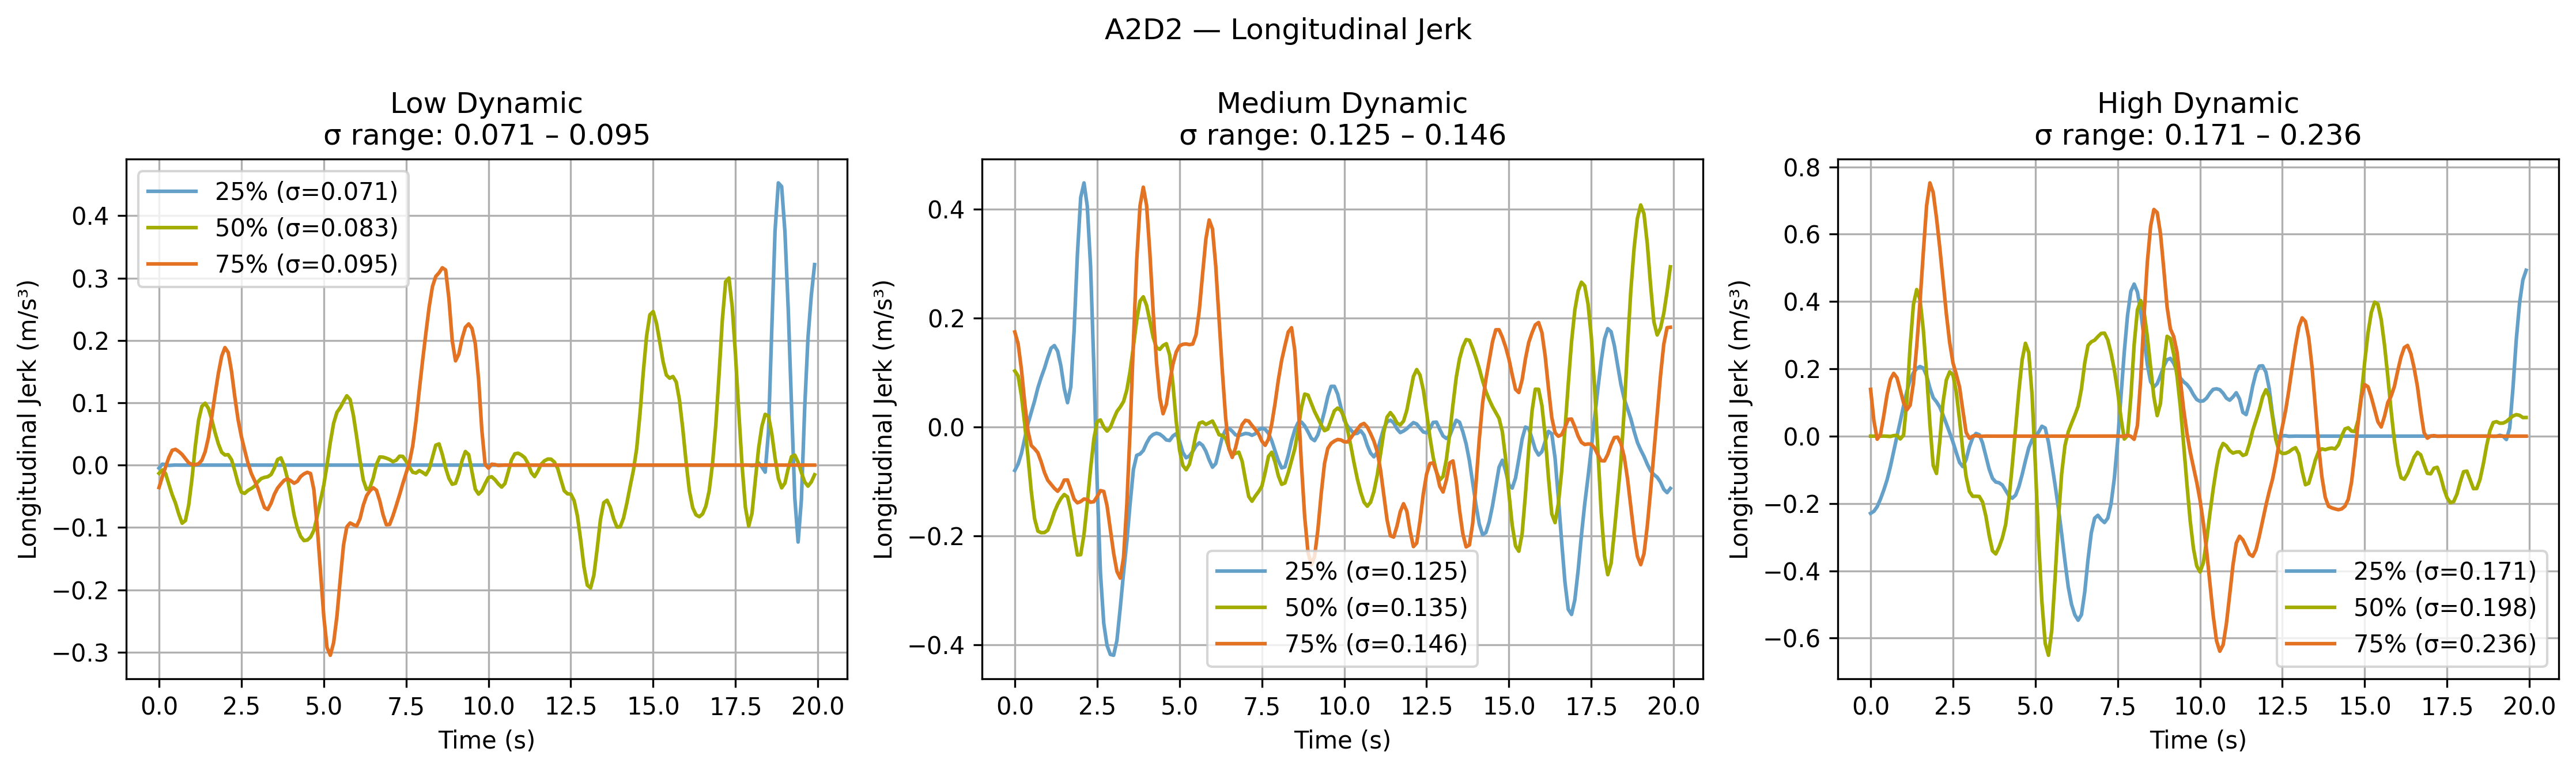 A2D2 — Longitudinal Jerk
Low Dynamic
σ range: 0.071 – 0.095
25% (σ=0.071)
50% (σ=0.083)
75% (σ=0.095)
Longitudinal Jerk (m/s³)
0.4
0.3
0.2
0.1
0.0
−0.1
−0.2
−0.3
0.0 2.5 5.0 7.5 10.0 12.5 15.0 17.5 20.0
Time (s)
Medium Dynamic
σ range: 0.125 – 0.146
Longitudinal Jerk (m/s³)
0.4
0.2
0.0
−0.2
−0.4
25% (σ=0.125)
50% (σ=0.135)
75% (σ=0.146)
0.0 2.5 5.0 7.5 10.0 12.5 15.0 17.5 20.0
Time (s)
High Dynamic
σ range: 0.171 – 0.236
Longitudinal Jerk (m/s³)
0.8
0.6
0.4
0.2
0.0
−0.2
−0.4
−0.6
25% (σ=0.171)
50% (σ=0.198)
75% (σ=0.236)
0.0 2.5 5.0 7.5 10.0 12.5 15.0 17.5 20.0
Time (s)